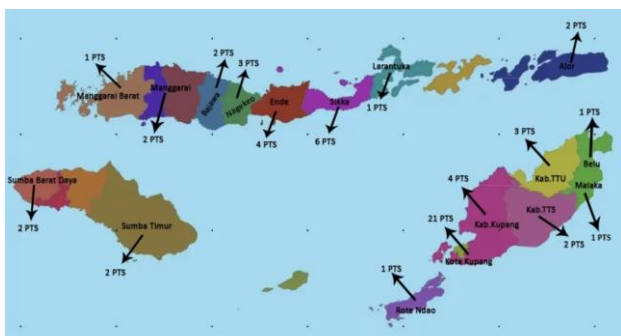 2 PTS
1 PTS
2 PTS
3 PTS
Larantuka
Alor
Manggarai Barat
Manggarai
Bajawa
Nagekeo
Ende
Sikka
1 PTS
2 PTS
4 PTS
6 PTS
1 PTS
3 PTS
Belu
Sumba Berat Daya
4 PTS
Kab.TTU
Malaka
Sumba Timur
21 PTS
Kab.Kupang
Kab.TTS
2 PTS
2 PTS
1 PTS
2 PTS
Kota Kupang
1 PTS
Rote Ndao